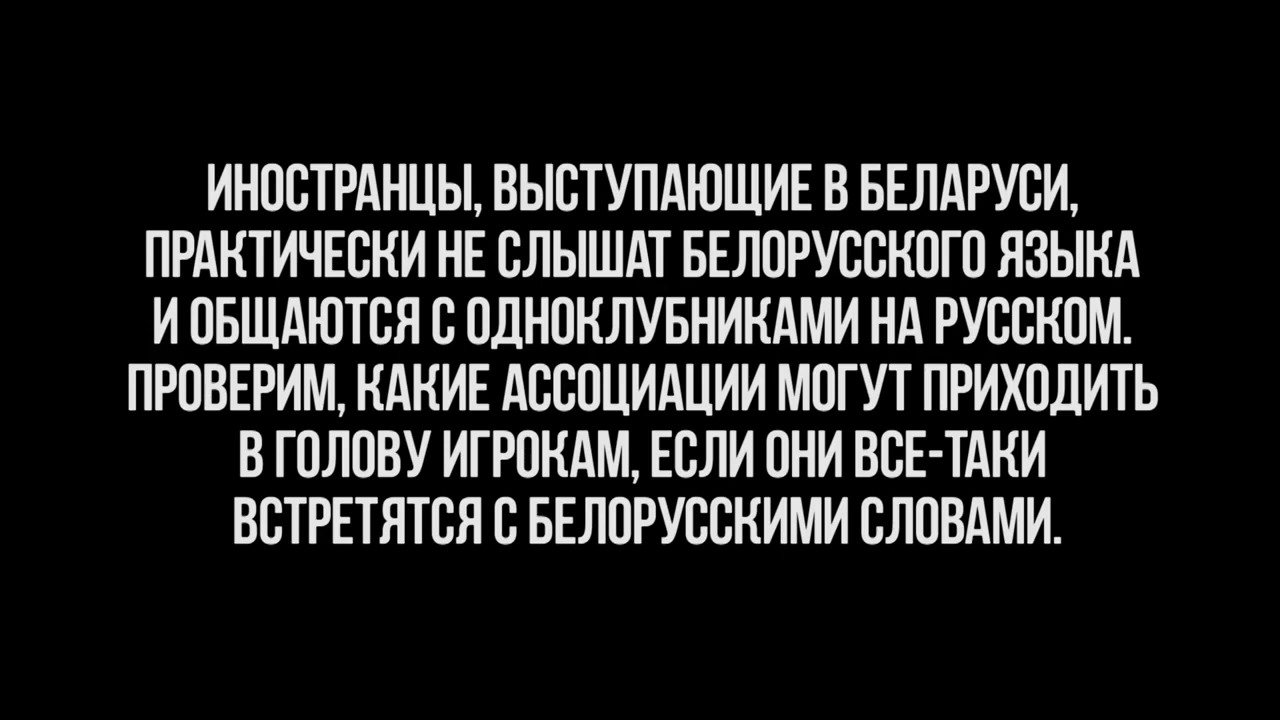 ИНОСТРАНЦЫ, ВЫСТУПАЮЩИЕ В БЕЛАРУСИ,
ПРАКТИЧЕСКИ НЕ СЛЫШАТ БЕЛОРУССКОГО ЯЗЫКА
И ОБЩАЮТСЯ С ОДНОКЛУБНИКАМИ НА РУССКОМ.
ПРОВЕРИМ, КАКИЕ АССОЦИАЦИИ МОГУТ ПРИХОДИТЬ
В ГОЛОВУ ИГРОКАМ, ЕСЛИ ОНИ ВСЕ-ТАКИ
ВСТРЕТЯТСЯ С БЕЛОРУССКИМИ СЛОВАМИ.